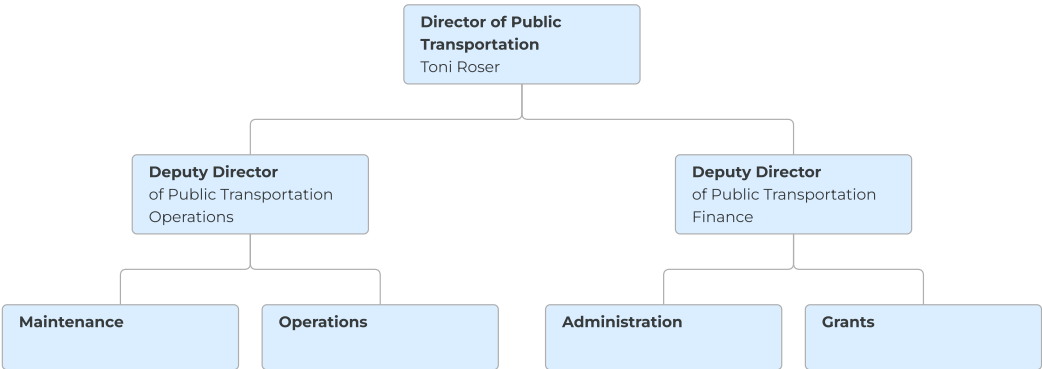 Director of Public
Transportation
Toni Roser
Deputy Director
of Public Transportation
Operations
Deputy Director
of Public Transportation
Finance
Maintenance
Operations
Administration
Grants